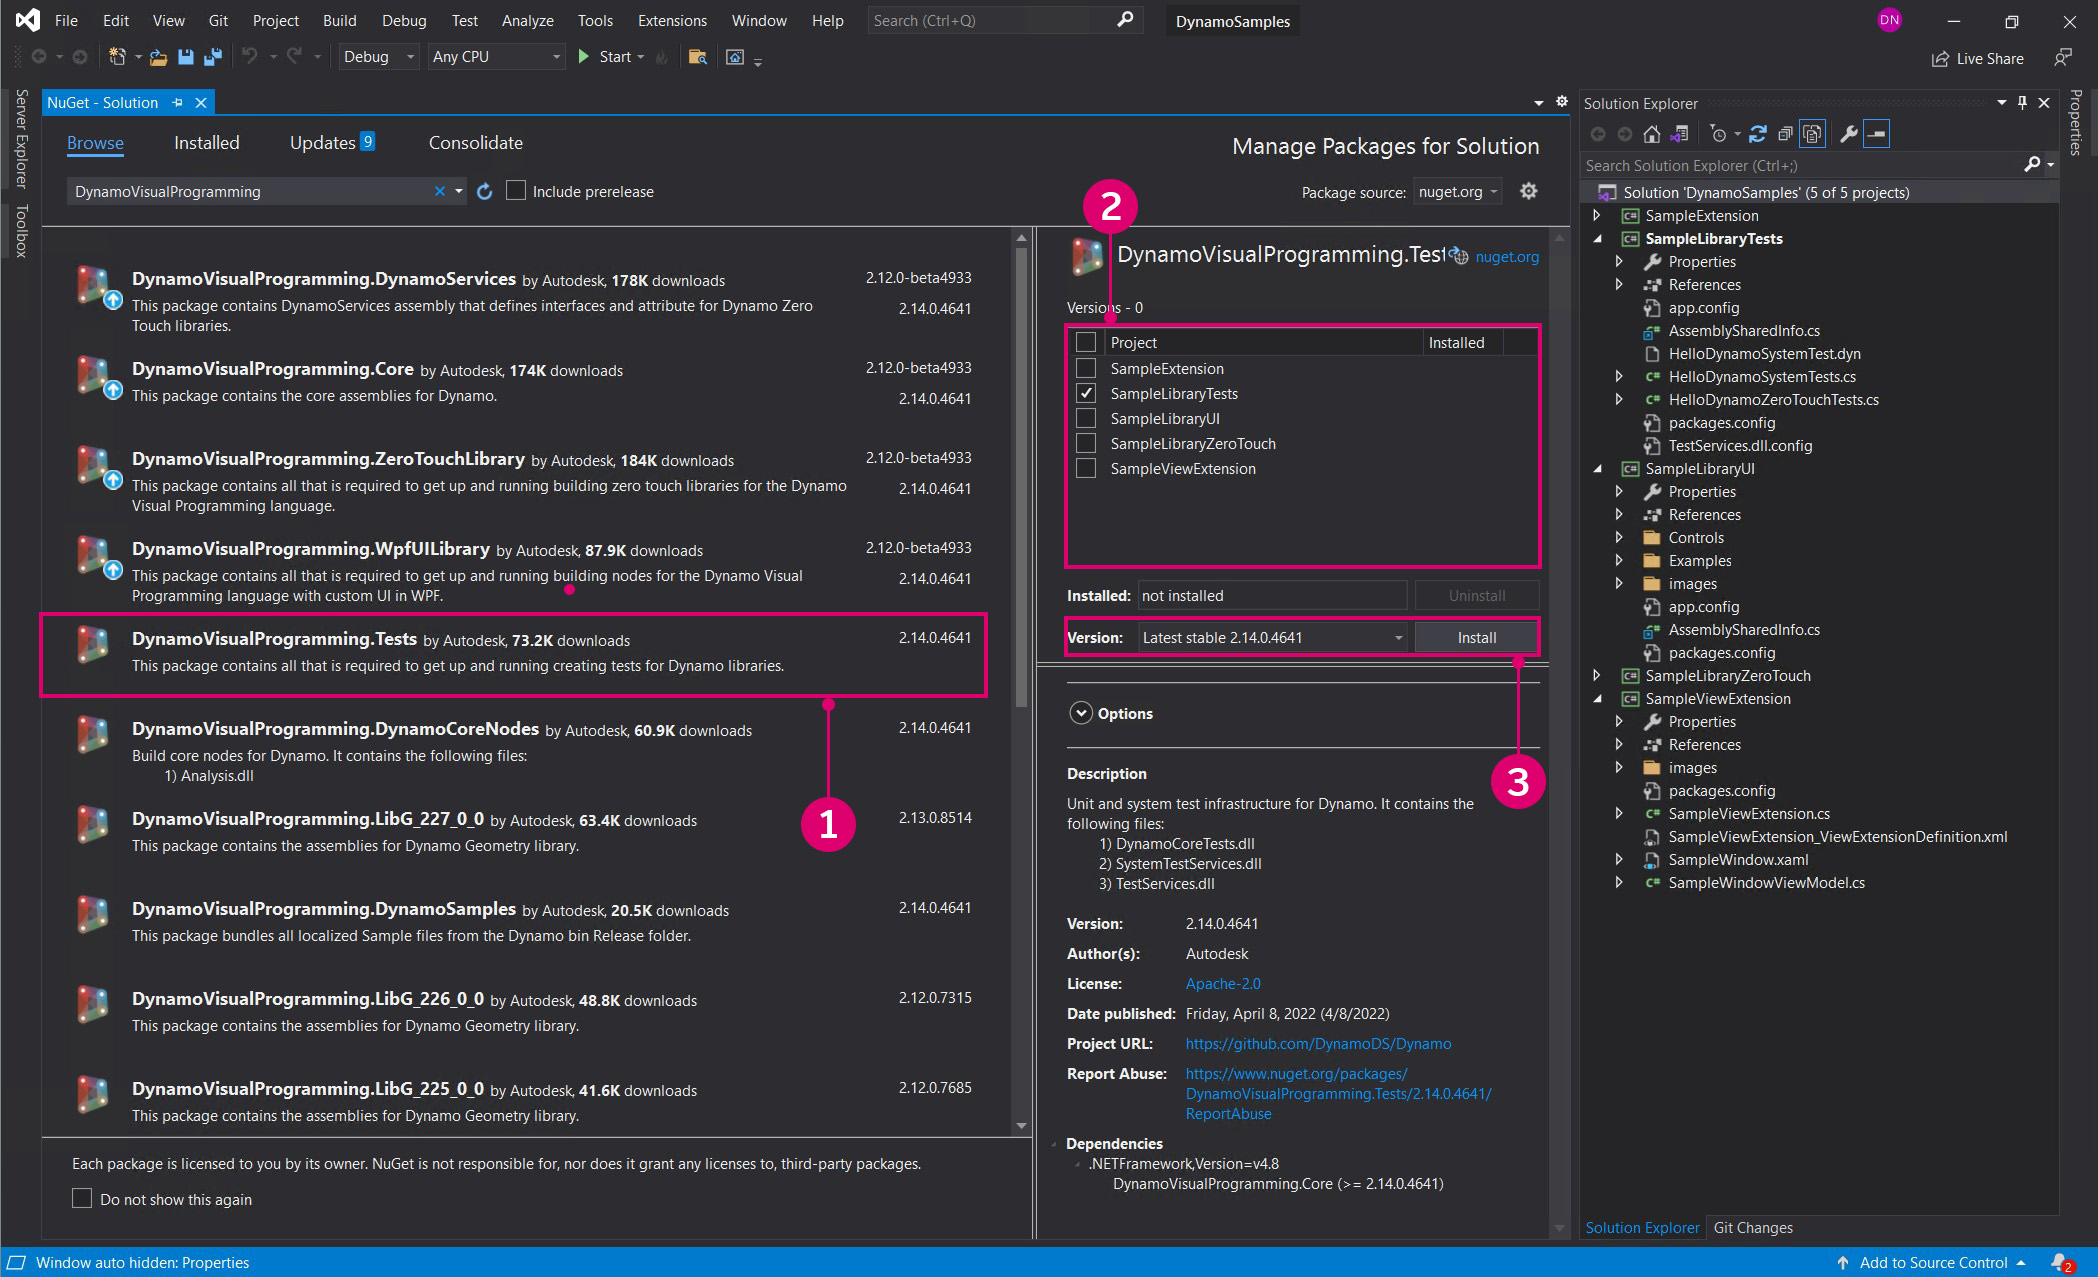 File Edit View Git Project Build Debug Test Analyze Tools Extensions Window Help Search (Ctrl+Q) DynamoSamples DN
Debug Any CPU Start Live Share
Server Explorer
Toolbox
NuGet - Solution
Browse Installed Updates 9 Consolidate
Manage Packages for Solution
DynamoVisualProgramming Include prerelease
Package source: nuget.org
DynamoVisualProgramming.DynamoServices by Autodesk, 178K downloads 2.12.0-beta4933
This package contains DynamoServices assembly that defines interfaces and attribute for Dynamo Zero 2.14.0.4641
Touch libraries.
DynamoVisualProgramming.Core by Autodesk, 174K downloads 2.12.0-beta4933
This package contains the core assemblies for Dynamo. 2.14.0.4641
DynamoVisualProgramming.ZeroTouchLibrary by Autodesk, 184K downloads 2.12.0-beta4933
This package contains all that is required to get up and running building zero touch libraries for the Dynamo 2.14.0.4641
Visual Programming language.
DynamoVisualProgramming.WpfUILibrary by Autodesk, 87.9K downloads 2.12.0-beta4933
This package contains all that is required to get up and running building nodes for the Dynamo Visual 2.14.0.4641
Programming language with custom UI in WPF.
DynamoVisualProgramming.Tests by Autodesk, 73.2K downloads 2.14.0.4641
This package contains all that is required to get up and running creating tests for Dynamo libraries.
DynamoVisualProgramming.DynamoCoreNodes by Autodesk, 60.9K downloads 2.14.0.4641
Build core nodes for Dynamo. It contains the following files:
1) Analysis.dll
1
DynamoVisualProgramming.LibG_227_0_0 by Autodesk, 63.4K downloads 2.13.0.8514
This package contains the assemblies for Dynamo Geometry library.
DynamoVisualProgramming.DynamoSamples by Autodesk, 20.5K downloads 2.14.0.4641
This package bundles all localized Sample files from the Dynamo bin Release folder.
DynamoVisualProgramming.LibG_226_0_0 by Autodesk, 48.8K downloads 2.12.0.7315
This package contains the assemblies for Dynamo Geometry library.
DynamoVisualProgramming.LibG_225_0_0 by Autodesk, 41.6K downloads 2.12.0.7685
This package contains the assemblies for Dynamo Geometry library.
Each package is licensed to you by its owner. NuGet is not responsible for, nor does it grant any licenses to, third-party packages.
Do not show this again
2
DynamoVisualProgramming.Test nuget.org
Versions - 0
Project Installed
SampleExtension
SampleLibraryTests
SampleLibraryUI
SampleLibraryZeroTouch
SampleViewExtension
Installed: not installed Uninstall
Version: Latest stable 2.14.0.4641 Install
3
Options
Description
Unit and system test infrastructure for Dynamo. It contains the
following files:
1) DynamoCoreTests.dll
2) SystemTestServices.dll
3) TestServices.dll
Version: 2.14.0.4641
Author(s): Autodesk
License: Apache-2.0
Date published: Friday, April 8, 2022 (4/8/2022)
Project URL: https://github.com/DynamoDS/Dynamo
Report Abuse: https://www.nuget.org/packages/
DynamoVisualProgramming.Tests/2.14.0.4641/
ReportAbuse
Dependencies
.NETFramework,Version=v4.8
DynamoVisualProgramming.Core (>= 2.14.0.4641)
Solution Explorer
Search Solution Explorer (Ctrl+;)
Solution 'DynamoSamples' (5 of 5 projects)
C# SampleExtension
C# SampleLibraryTests
Properties
References
app.config
AssemblySharedInfo.cs
HelloDynamoSystemTest.dyn
C# HelloDynamoSystemTests.cs
C# HelloDynamoZeroTouchTests.cs
packages.config
TestServices.dll.config
C# SampleLibraryUI
Properties
References
Controls
Examples
images
app.config
AssemblySharedInfo.cs
packages.config
C# SampleLibraryZeroTouch
C# SampleViewExtension
Properties
References
images
packages.config
C# SampleViewExtension.cs
SampleViewExtension_ViewExtensionDefinition.xml
SampleWindow.xaml
C# SampleWindowViewModel.cs
Solution Explorer Git Changes
Properties
Window auto hidden: Properties Add to Source Control 2